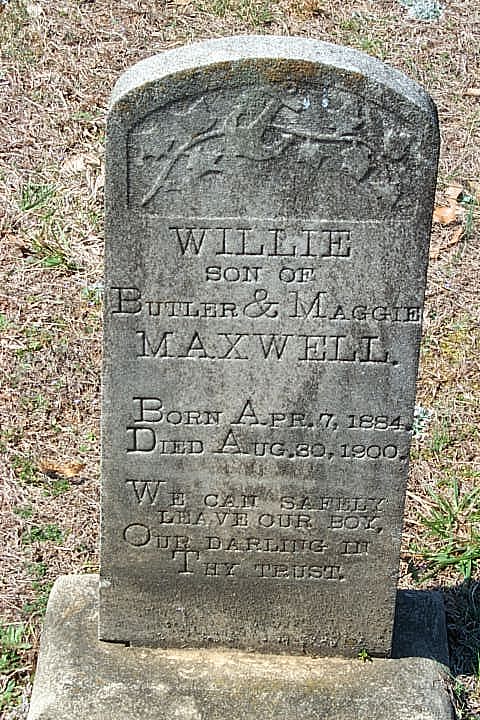 WILLIE
SON OF
BUTLER & MAGGIE
MAXWELL.
BORN APR. 7, 1884.
DIED AUG. 30, 1900.
WE CAN SAFELY
LEAVE OUR BOY,
OUR DARLING IN
THY TRUST.